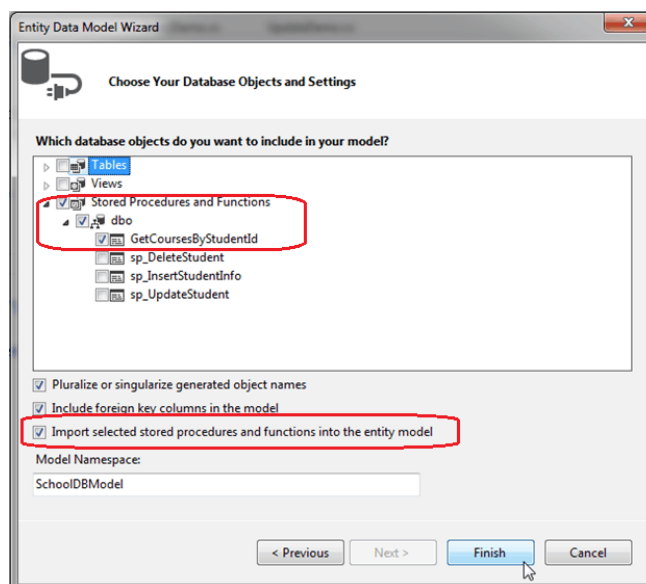 Entity Data Model Wizard
Choose Your Database Objects and Settings
Which database objects do you want to include in your model?
Tables
Views
Stored Procedures and Functions
dbo
GetCoursesByStudentId
sp_DeleteStudent
sp_InsertStudentInfo
sp_UpdateStudent
Pluralize or singularize generated object names
Include foreign key columns in the model
Import selected stored procedures and functions into the entity model
Model Namespace:
SchoolDBModel
< Previous
Next >
Finish
Cancel